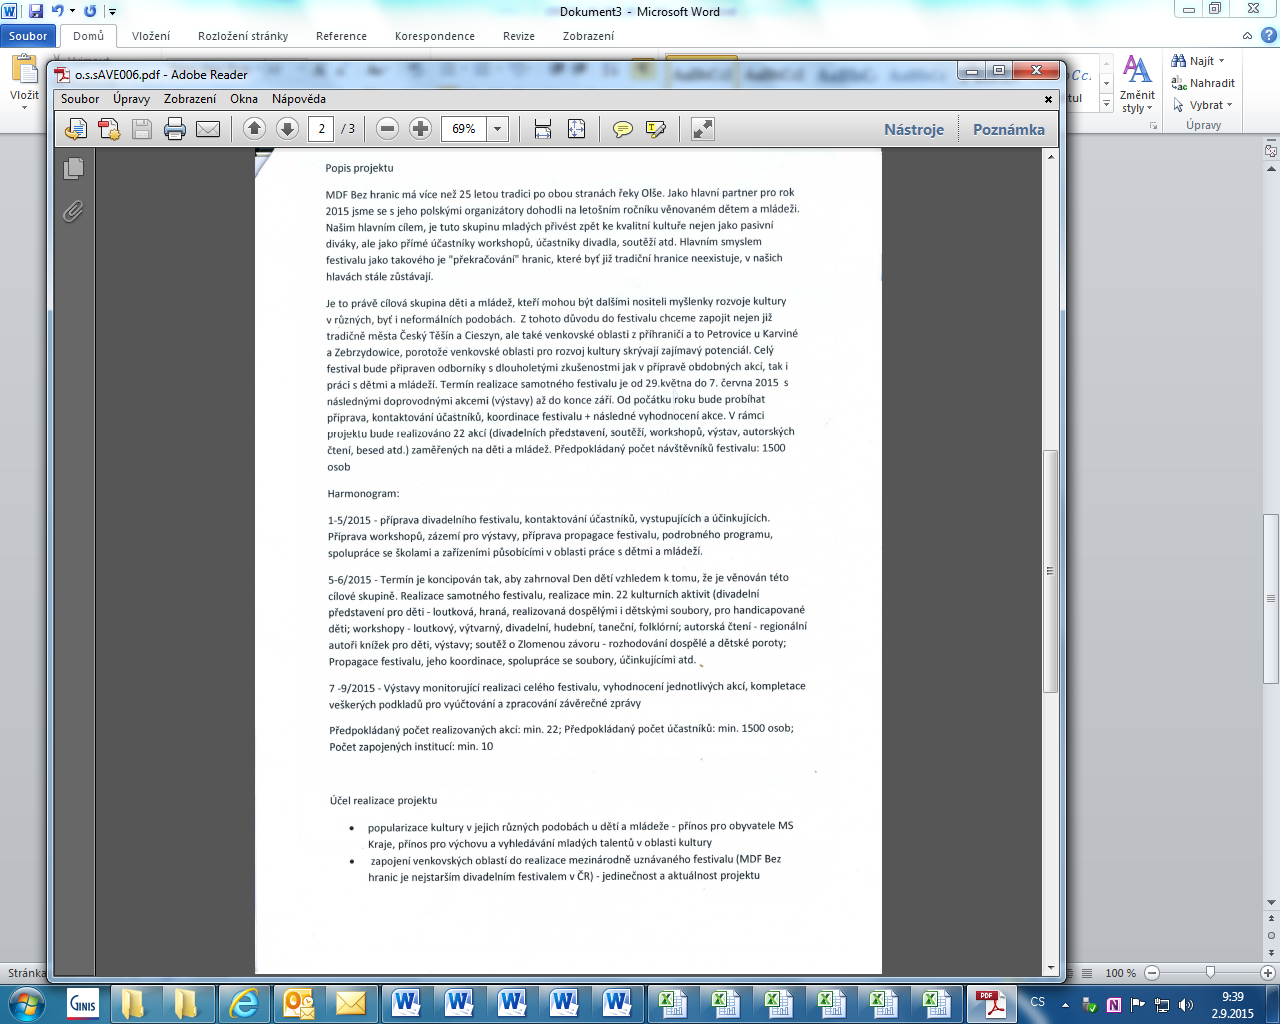 Dokument3 - Microsoft Word
Soubor Domů Vložení Rozložení stránky Reference Korespondence Revize Zobrazení
Vložit
Najít
Nahradit
Vybrat
Změnit styly
Úpravy
o.s.sAVE006.pdf - Adobe Reader
Soubor Úpravy Zobrazení Okna Nápověda
2 / 3 69% Nástroje Poznámka
Popis projektu
MDF Bez hranic má více než 25 letou tradici po obou stranách řeky Olše. Jako hlavní partner pro rok
2015 jsme se s jeho polskými organizátory dohodli na letošním ročníku věnovaném dětem a mládeži.
Našim hlavním cílem, je tuto skupinu mladých přivést zpět ke kvalitní kultuře nejen jako pasivní
diváky, ale jako přímé účastníky workshopů, účastníky divadla, soutěží atd. Hlavním smyslem
festivalu jako takového je "překračování" hranic, které byť již tradiční hranice neexistuje, v našich
hlavách stále zůstávají.
Je to právě cílová skupina děti a mládež, kteří mohou být dalšími nositeli myšlenky rozvoje kultury
v různých, byť i neformálních podobách. Z tohoto důvodu do festivalu chceme zapojit nejen již
tradičně města Český Těšín a Cieszyn, ale také venkovské oblasti z příhraničí a to Petrovice u Karviné
a Zebrzydowice, porotože venkovské oblasti pro rozvoj kultury skrývají zajímavý potenciál. Celý
festival bude připraven odborníky s dlouholetými zkušenostmi jak v přípravě obdobných akcí, tak i
práci s dětmi a mládeží. Termín realizace samotného festivalu je od 29.května do 7. června 2015 s
následnými doprovodnými akcemi (výstavy) až do konce září. Od počátku roku bude probíhat
příprava, kontaktování účastníků, koordinace festivalu + následné vyhodnocení akce. V rámci
projektu bude realizováno 22 akcí (divadelních představení, soutěží, workshopů, výstav, autorských
čtení, besed atd.) zaměřených na děti a mládež. Předpokládaný počet návštěvníků festivalu: 1500
osob
Harmonogram:
1-5/2015 - příprava divadelního festivalu, kontaktování účastníků, vystupujících a účinkujících.
Příprava workshopů, zázemí pro výstavy, příprava propagace festivalu, podrobného programu,
spolupráce se školami a zařízeními působícími v oblasti práce s dětmi a mládeží.
5-6/2015 - Termín je koncipován tak, aby zahrnoval Den dětí vzhledem k tomu, že je věnován této
cílové skupině. Realizace samotného festivalu, realizace min. 22 kulturních aktivit (divadelní
představení pro děti - loutková, hraná, realizovaná dospělými i dětskými soubory, pro handicapované
děti; workshopy - loutkový, výtvarný, divadelní, hudební, taneční, folklórní; autorská čtení - regionální
autoři knížek pro děti, výstavy; soutěž o Zlomenou závoru - rozhodování dospělé a dětské poroty;
Propagace festivalu, jeho koordinace, spolupráce se soubory, účinkujícími atd.
7 -9/2015 - Výstavy monitorující realizaci celého festivalu, vyhodnocení jednotlivých akcí, kompletace
veškerých podkladů pro vyúčtování a zpracování závěrečné zprávy
Předpokládaný počet realizovaných akcí: min. 22; Předpokládaný počet účastníků: min. 1500 osob;
Počet zapojených institucí: min. 10
Účel realizace projektu
• popularizace kultury v jejich různých podobách u dětí a mládeže - přínos pro obyvatele MS
Kraje, přínos pro výchovu a vyhledávání mladých talentů v oblasti kultury
• zapojení venkovských oblastí do realizace mezinárodně uznávaného festivalu (MDF Bez
hranic je nejstarším divadelním festivalem v ČR) - jedinečnost a aktuálnost projektu
Stránka
100 %
GINIS
CS
9:39
2.9.2015